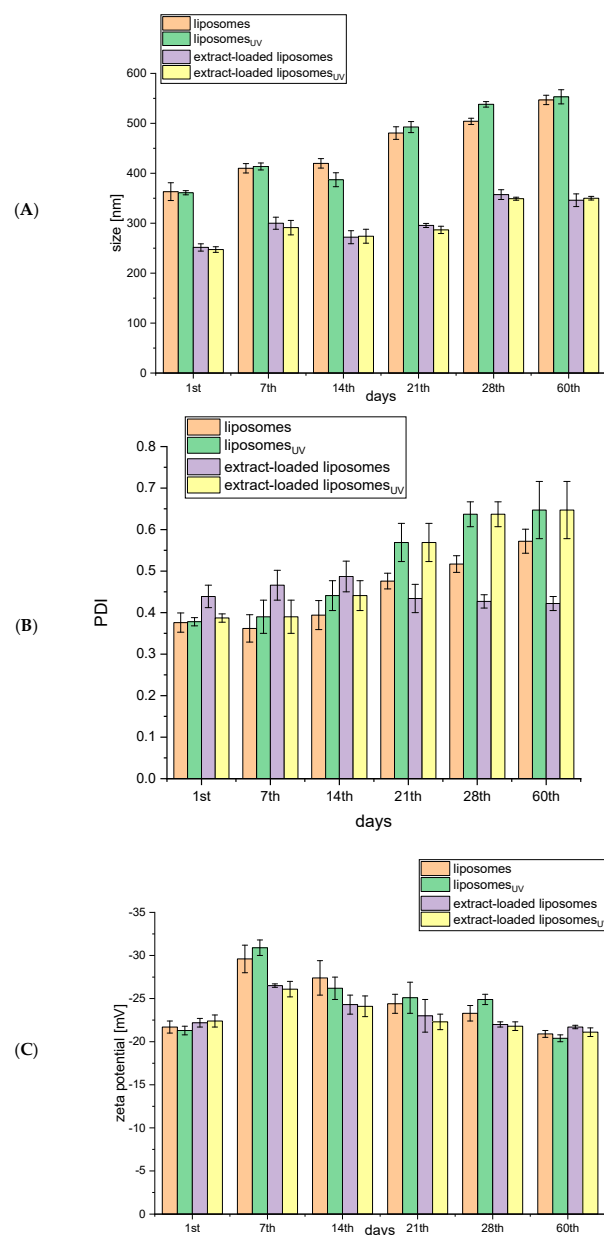 (A)
liposomes
liposomesUV
extract-loaded liposomes
extract-loaded liposomesUV
size [nm]
600
500
400
300
200
100
0
1st 7th 14th 21th 28th 60th
days
(B)
liposomes
liposomesUV
extract-loaded liposomes
extract-loaded liposomesUV
PDI
0.8
0.7
0.6
0.5
0.4
0.3
0.2
0.1
0.0
1st 7th 14th 21th 28th 60th
days
(C)
liposomes
liposomesUV
extract-loaded liposomes
extract-loaded liposomesU
zeta potential [mV]
-35
-30
-25
-20
-15
-10
-5
0
1st 7th 14th 21th 28th 60th
days